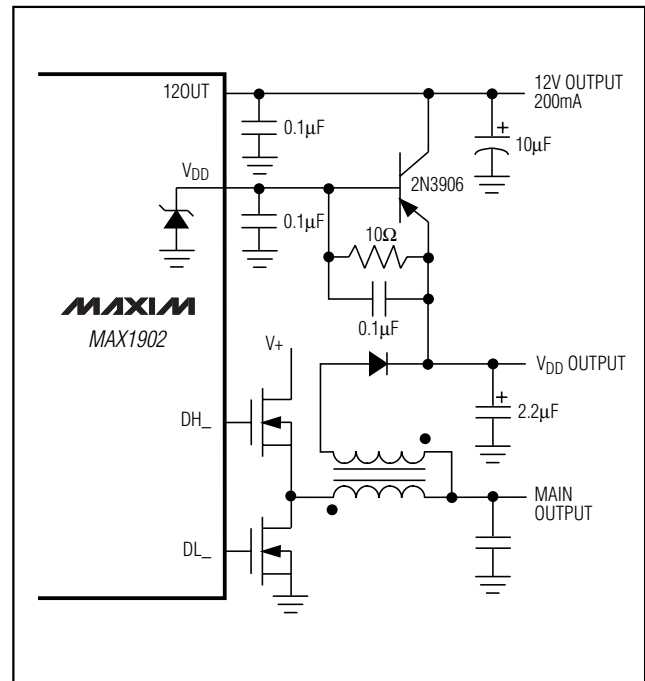 12OUT
12V OUTPUT
200mA
0.1µF
+
10µF
VDD
2N3906
0.1µF
10Ω
MAXIM
MAX1902
0.1µF
V+
VDD OUTPUT
+
2.2µF
DH_
MAIN
OUTPUT
DL_